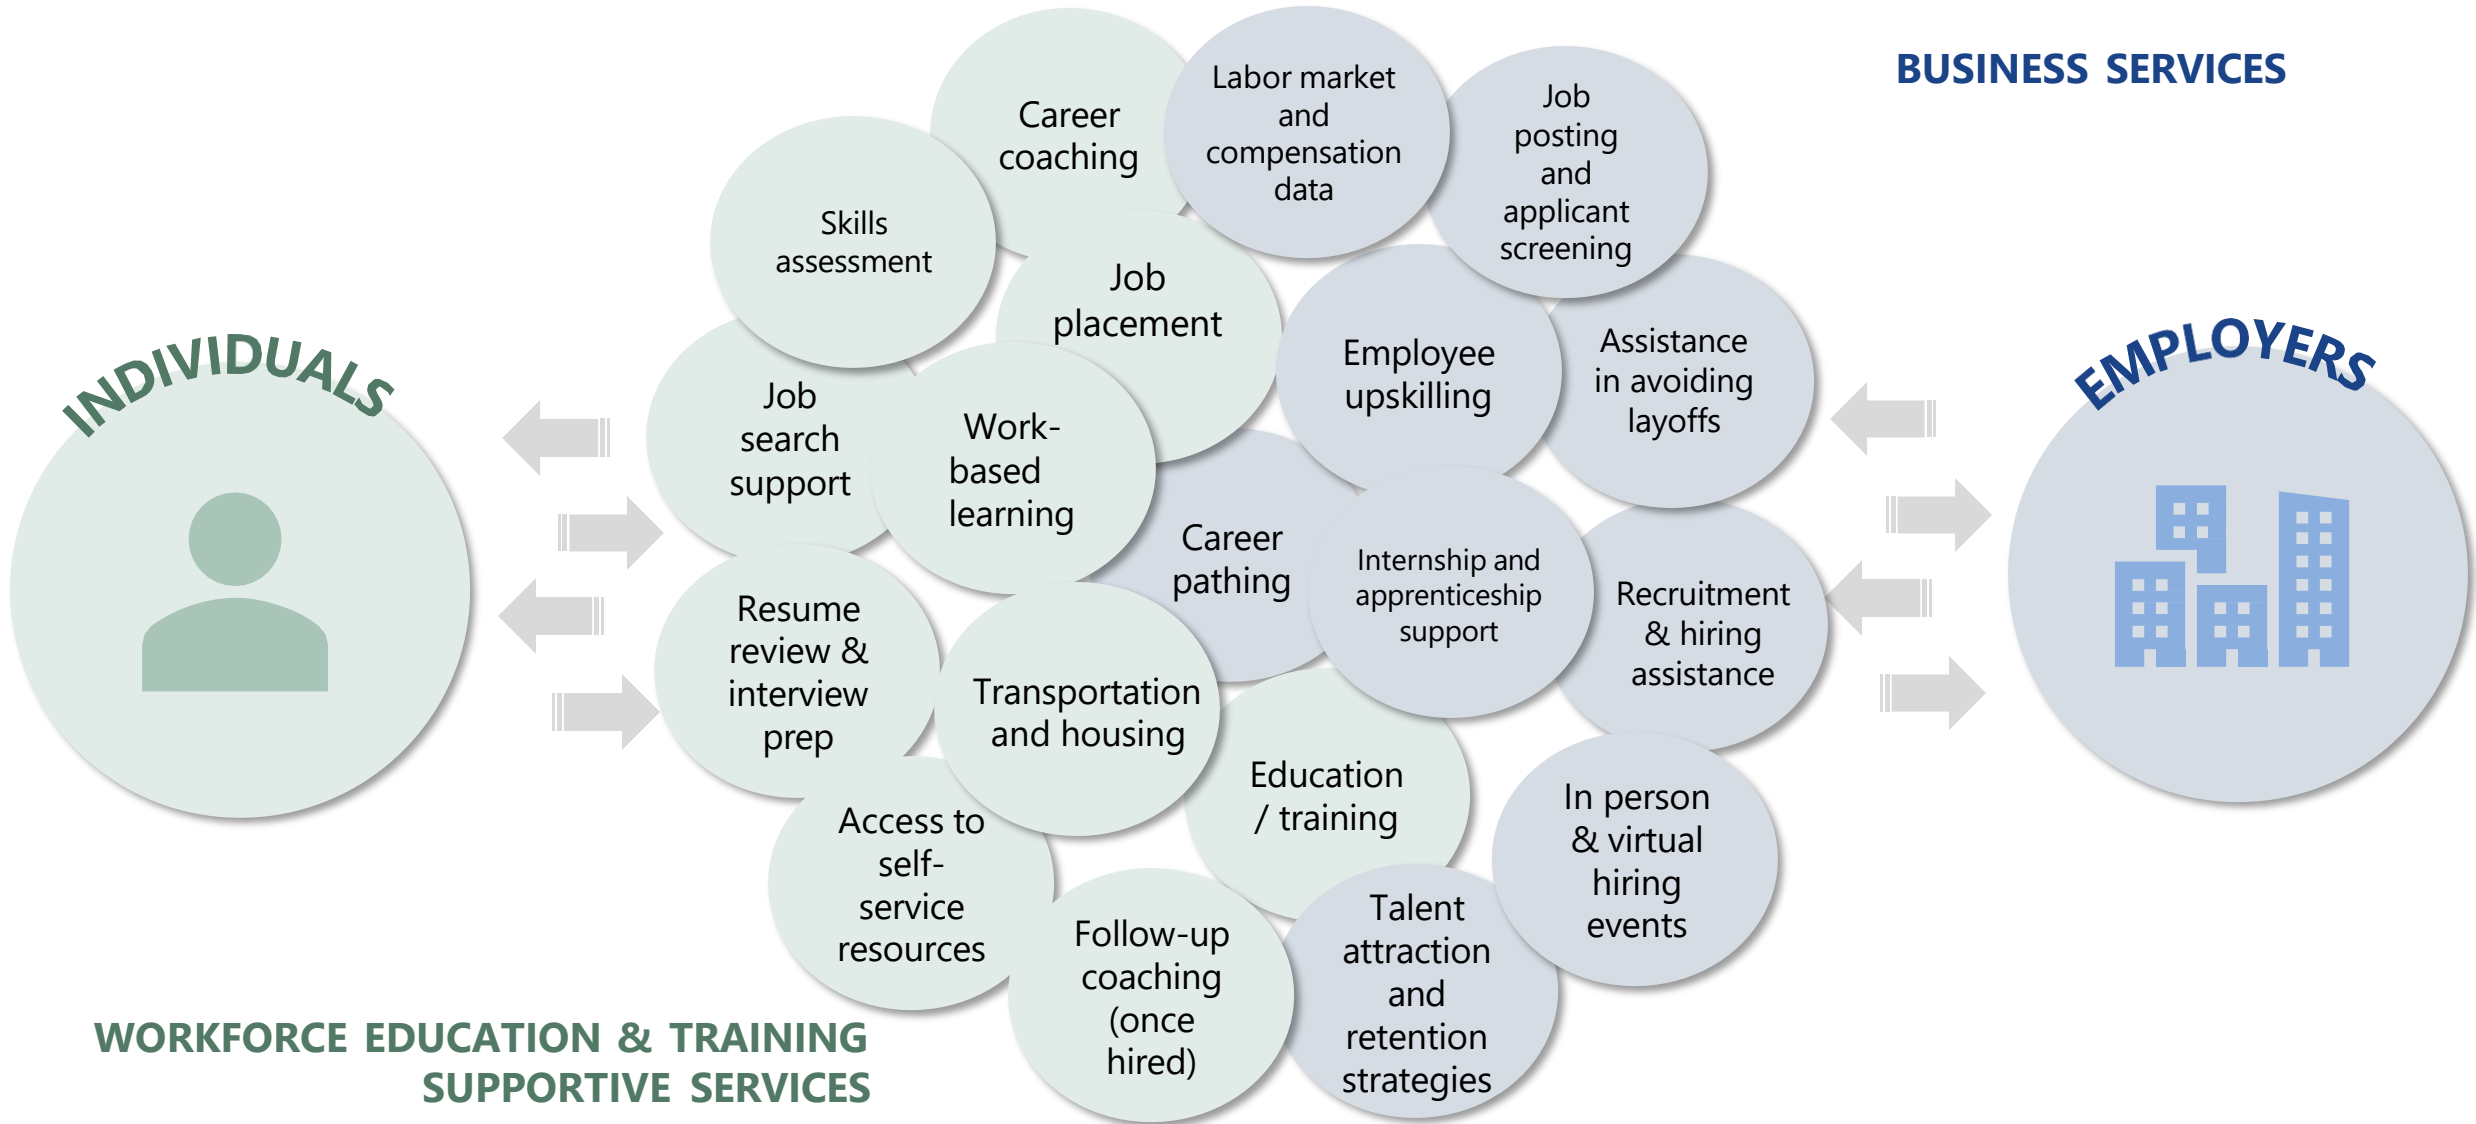 BUSINESS SERVICES
Labor market
and
compensation
data
Job
posting
and
applicant
screening
Career
coaching
Skills
assessment
Job
placement
Employee
upskilling
Assistance
in avoiding
layoffs
INDIVIDUALS
EMPLOYERS
Job
search
support
Work-
based
learning
Career
pathing
Internship and
apprenticeship
support
Recruitment
& hiring
assistance
Resume
review &
interview
prep
Transportation
and housing
Education
/ training
In person
& virtual
hiring
events
Access to
self-
service
resources
Follow-up
coaching
(once
hired)
Talent
attraction
and
retention
strategies
WORKFORCE EDUCATION & TRAINING
SUPPORTIVE SERVICES